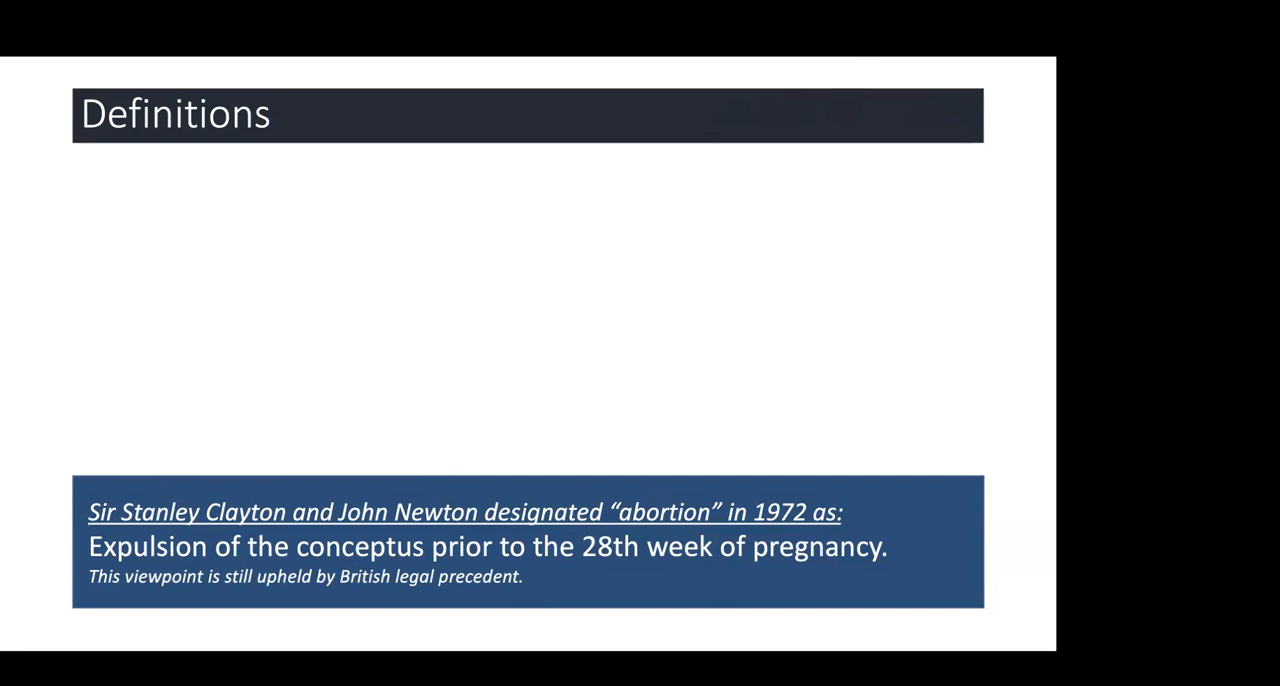 Definitions
Sir Stanley Clayton and John Newton designated “abortion” in 1972 as:
Expulsion of the conceptus prior to the 28th week of pregnancy.
This viewpoint is still upheld by British legal precedent.